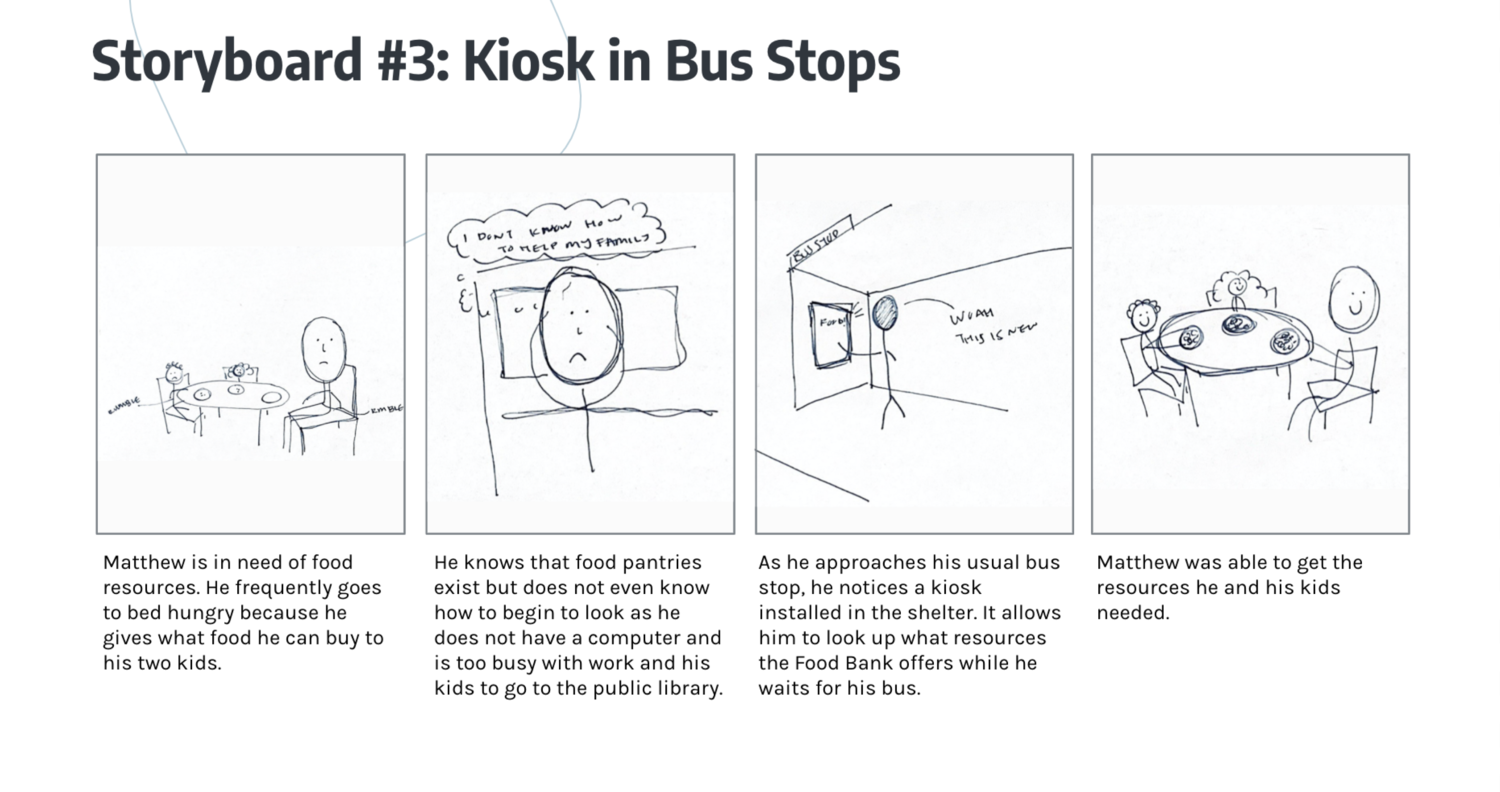 Storyboard #3: Kiosk in Bus Stops
RUMBLE
RMBLE
Matthew is in need of food
resources. He frequently goes
to bed hungry because he
gives what food he can buy to
his two kids.
I DON'T KNOW HOW
TO HELP MY FAMILY
He knows that food pantries
exist but does not even know
how to begin to look as he
does not have a computer and
is too busy with work and his
kids to go to the public library.
BUS STOP
WOAH
THIS IS NEW
As he approaches his usual bus
stop, he notices a kiosk
installed in the shelter. It allows
him to look up what resources
the Food Bank offers while he
waits for his bus.
Matthew was able to get the
resources he and his kids
needed.